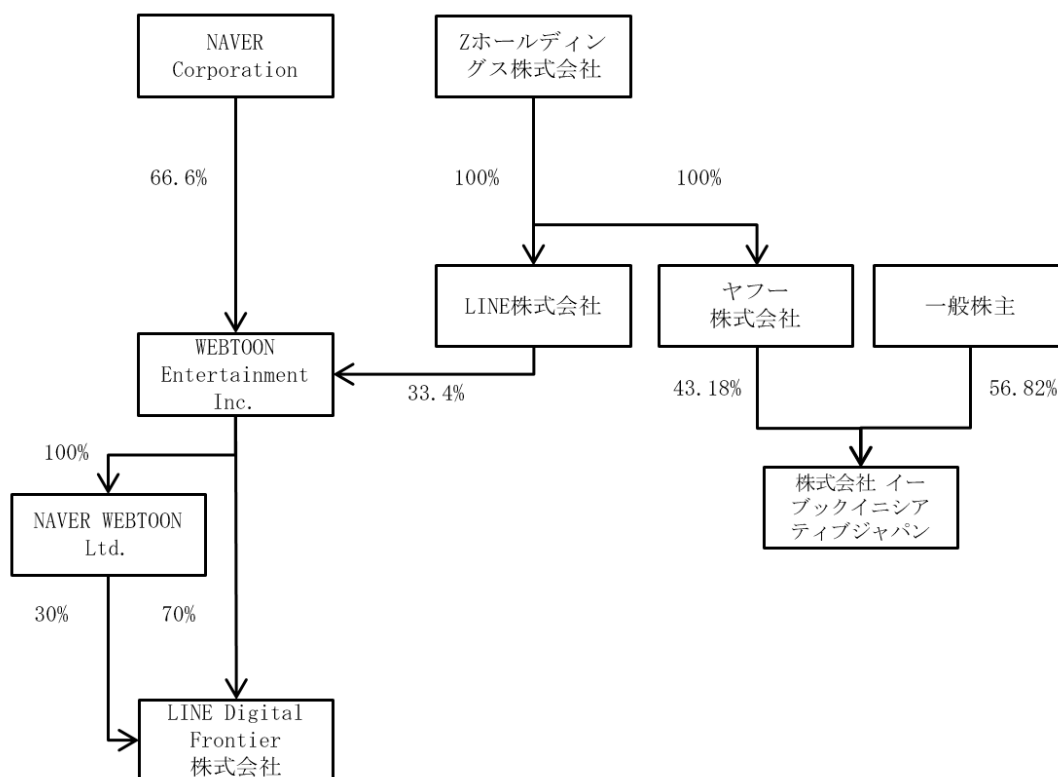 NAVER
Corporation
Zホールディン
グス株式会社
66.6%
100%
100%
LINE株式会社
ヤフー
株式会社
一般株主
WEBTOON
Entertainment
Inc.
33.4%
43.18%
56.82%
100%
株式会社 イー
ブックイニシア
ティブジャパン
NAVER WEBTOON
Ltd.
30%
70%
LINE Digital
Frontier
株式会社